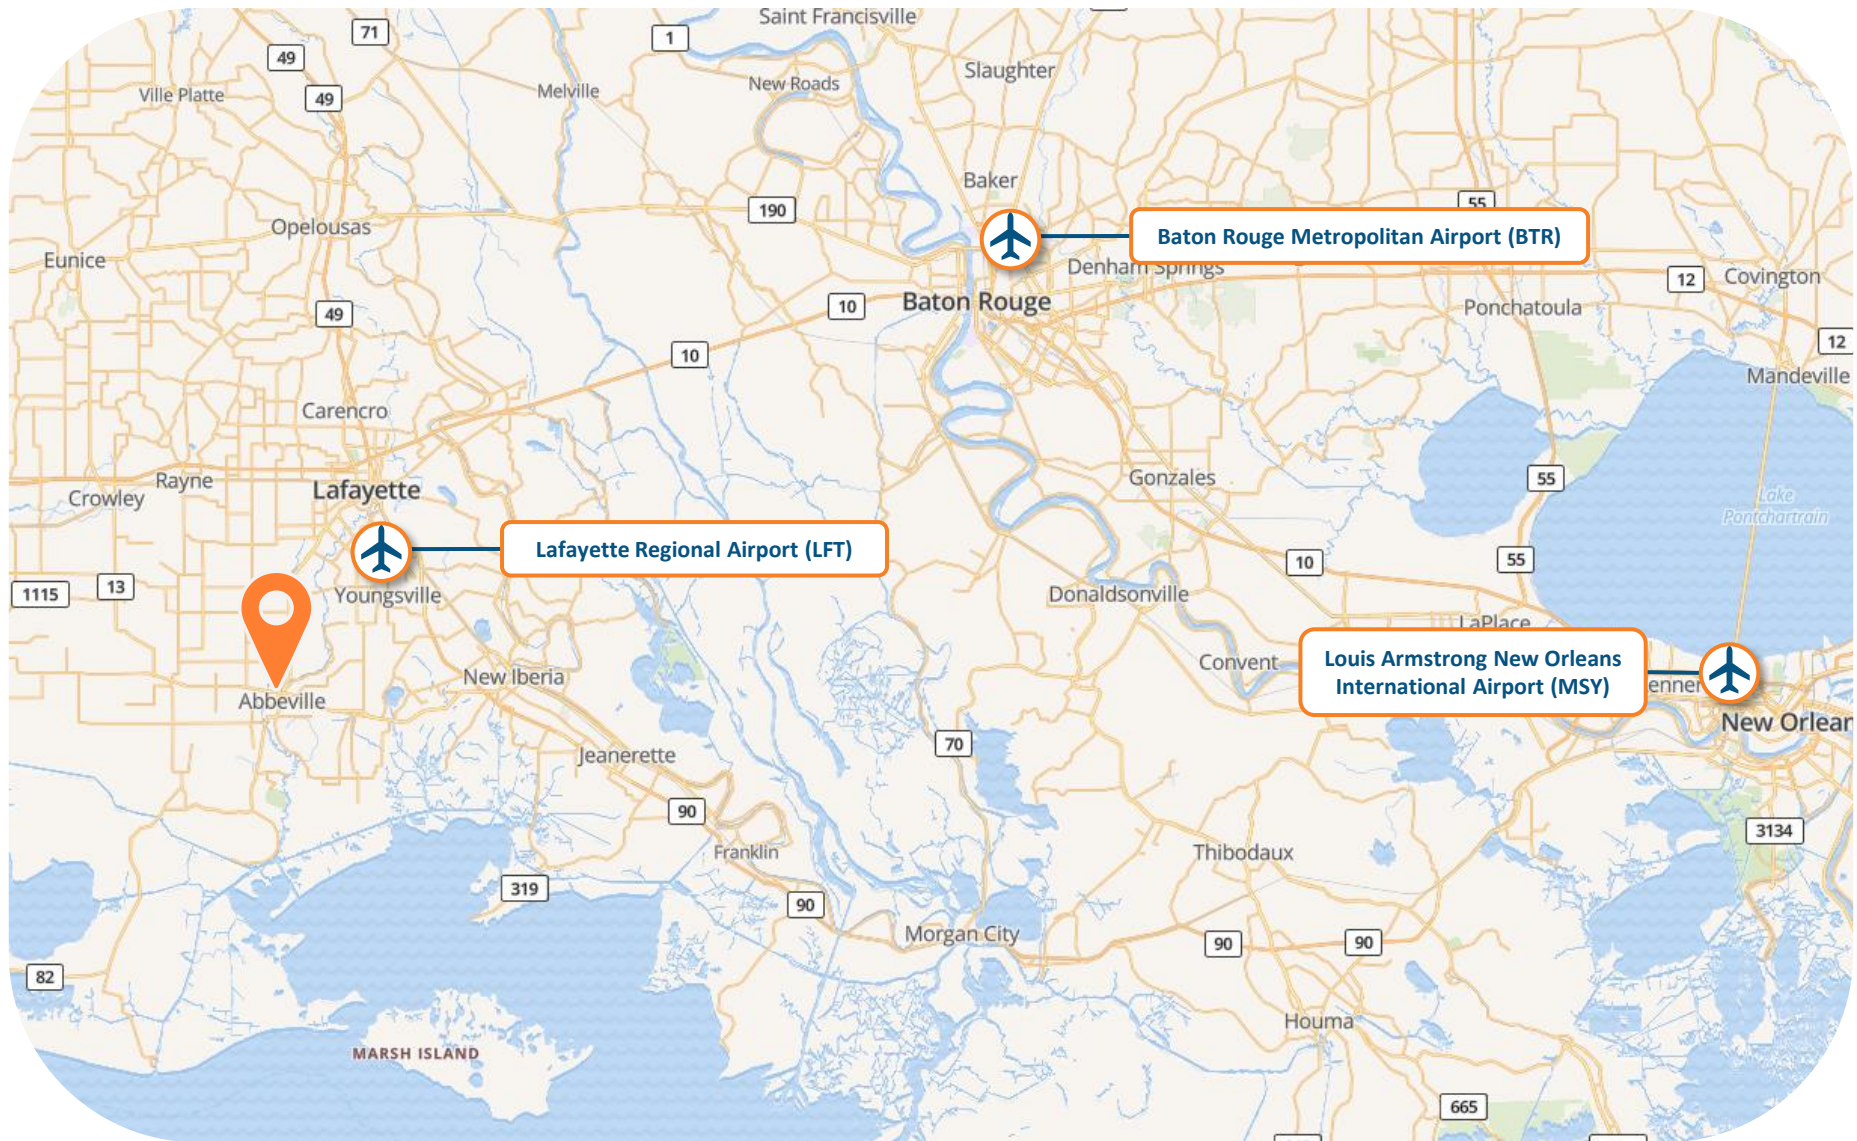 Saint Francisville
71
1
49
Slaughter
New Roads
Melville
Ville Platte
49
Baker
55
190
Opelousas
Baton Rouge Metropolitan Airport (BTR)
Eunice
Denham Springs
12
Covington
Baton Rouge
10
Ponchatoula
49
12
10
Mandeville
Carencro
Rayne
Gonzales
55
Lafayette
Crowley
Lake
Pontchartrain
Lafayette Regional Airport (LFT)
10
55
13
1115
Youngsville
Donaldsonville
LaPlace
Louis Armstrong New Orleans
International Airport (MSY)
Convent
New Iberia
enner
Abbeville
New Orlean
70
Jeanerette
90
3134
Franklin
Thibodaux
319
90
Morgan City
90
90
82
Houma
MARSH ISLAND
665